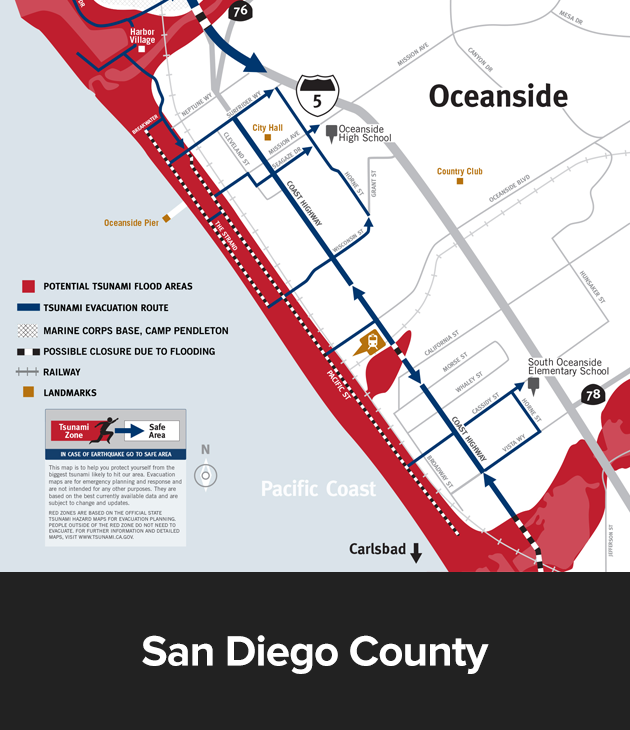 76
DR
Harbor
Village
MESA DR
MISSION AVE
CANYON DR
NEPTUNE WY
SURFRIDER WY
5
Oceanside
BREAKWATER
City Hall
Oceanside
High School
CLEVELAND ST
MISSION AVE
SEAGAZE DR
Country Club
COAST HIGHWAY
HORNE ST
GRANT ST
OCEANSIDE BLVD
Oceanside Pier
THE STRAND
WISCONSIN ST
HUNSAKER ST
POTENTIAL TSUNAMI FLOOD AREAS
TSUNAMI EVACUATION ROUTE
MARINE CORPS BASE, CAMP PENDLETON
POSSIBLE CLOSURE DUE TO FLOODING
RAILWAY
LANDMARKS
CALIFORNIA ST
MORSE ST
WHALEY ST
South Oceanside
Elementary School
PACIFIC ST
CASSIDY ST
HORNE ST
78
COAST HIGHWAY
VISTA WY
BROADWAY ST
Tsunami
Zone
Safe
Area
IN CASE OF EARTHQUAKE GO TO SAFE AREA
This map is to help you protect yourself from the
biggest tsunami likely to hit our area. Evacuation
maps are for emergency planning and response and
are not intended for any other purposes. They are
based on the best currently available data and are
subject to change and updates.
RED ZONES ARE BASED ON THE OFFICIAL STATE
TSUNAMI HAZARD MAPS FOR EVACUATION PLANNING.
PEOPLE OUTSIDE OF THE RED ZONE DO NOT NEED TO
EVACUATE. FOR FURTHER INFORMATION AND DETAILED
MAPS, VISIT WWW.TSUNAMI.CA.GOV.
N
Pacific Coast
Carlsbad
JEFFERSON ST
San Diego County